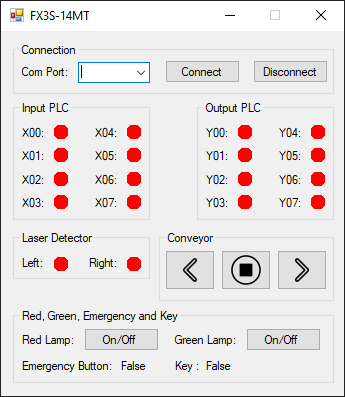 FX3S-14MT
Connection
Com Port: Connect Disconnect
Input PLC Output PLC
X00: X04: Y00: Y04:
X01: X05: Y01: Y05:
X02: X06: Y02: Y06:
X03: X07: Y03: Y07:
Laser Detector Conveyor
Left: Right:
Red, Green, Emergency and Key
Red Lamp: On/Off Green Lamp: On/Off
Emergency Button: False Key : False